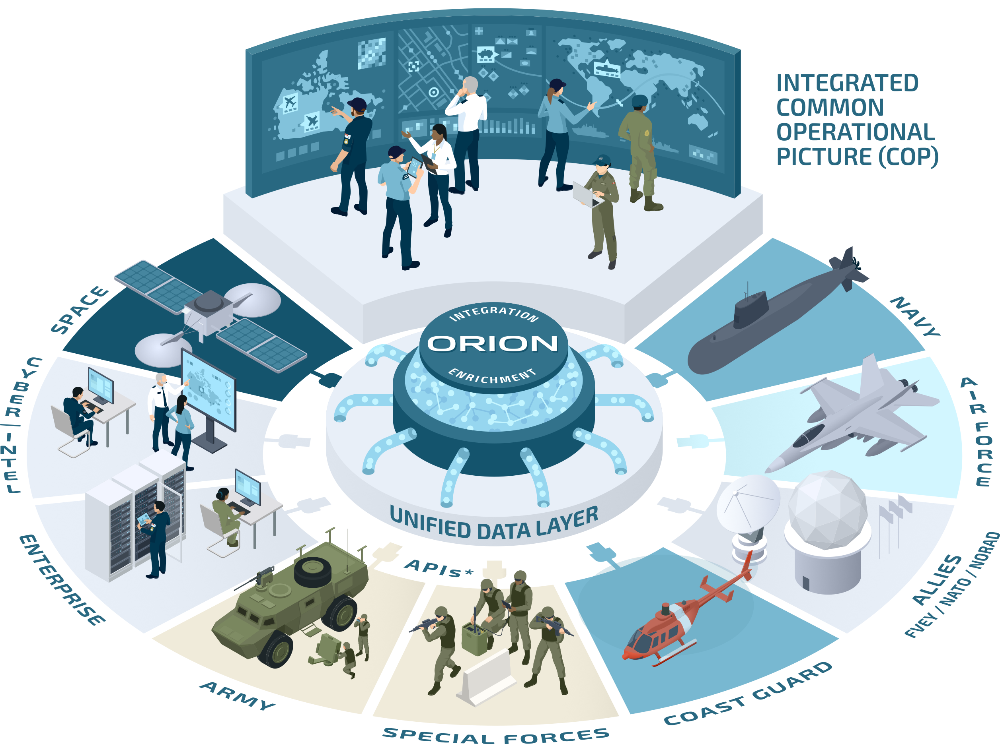 INTEGRATED
COMMON
OPERATIONAL
PICTURE (COP)
SPACE
NAVY
INTEGRATION
ORION
ENRICHMENT
CYBER / INTEL
AIR FORCE
UNIFIED DATA LAYER
ENTERPRISE
APIs*
ALLIES
FVEY // NATO // NORAD
ARMY
COAST GUARD
SPECIAL FORCES